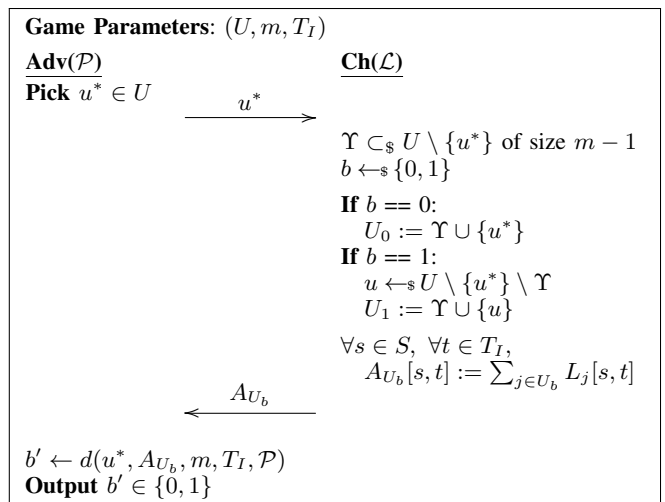 Game Parameters: (U, m, T_I)
Adv(𝒫) Ch(ℒ)
Pick u* ∈ U
u*
Υ ⊂_$ U \ {u*} of size m − 1
b ←$ {0, 1}
If b == 0:
U_0 := Υ ∪ {u*}
If b == 1:
u ←$ U \ {u*} \ Υ
U_1 := Υ ∪ {u}
∀s ∈ S, ∀t ∈ T_I,
A_{U_b}[s, t] := ∑_{j∈U_b} L_j[s, t]
A_{U_b}
b′ ← d(u*, A_{U_b}, m, T_I, 𝒫)
Output b′ ∈ {0, 1}